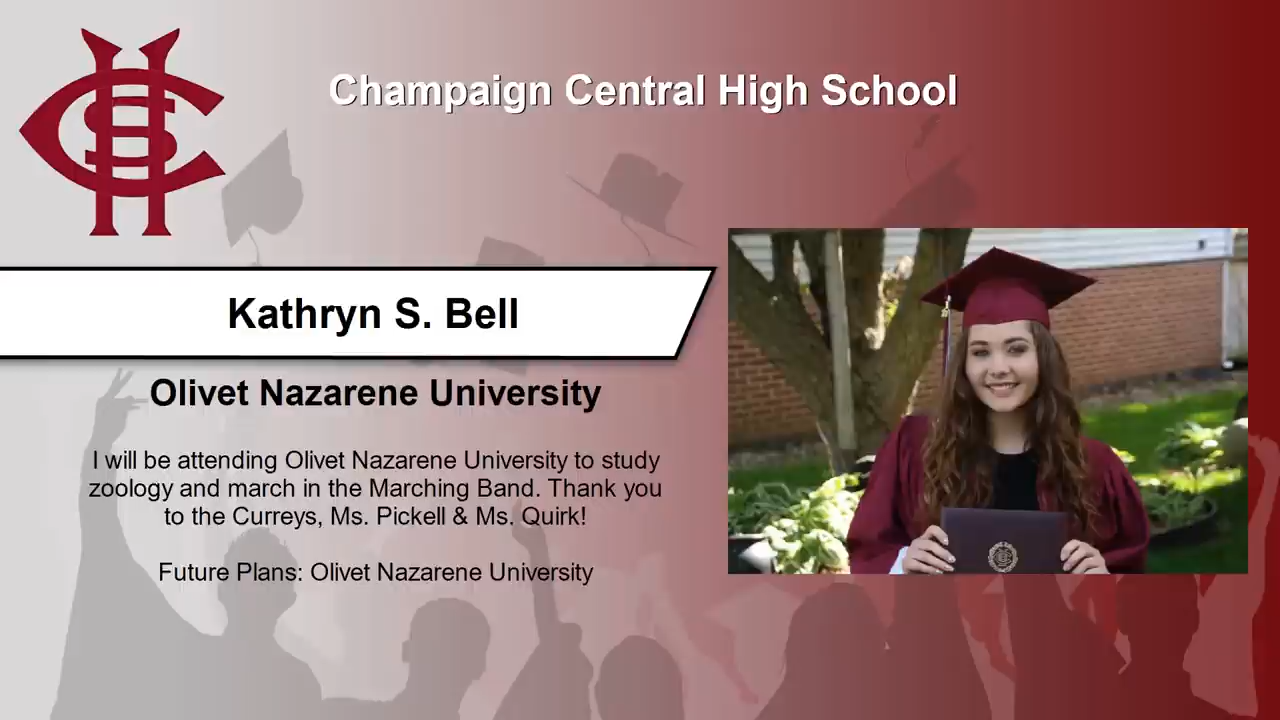 Champaign Central High School
Kathryn S. Bell
Olivet Nazarene University
I will be attending Olivet Nazarene University to study
zoology and march in the Marching Band. Thank you
to the Curreys, Ms. Pickell & Ms. Quirk!
Future Plans: Olivet Nazarene University